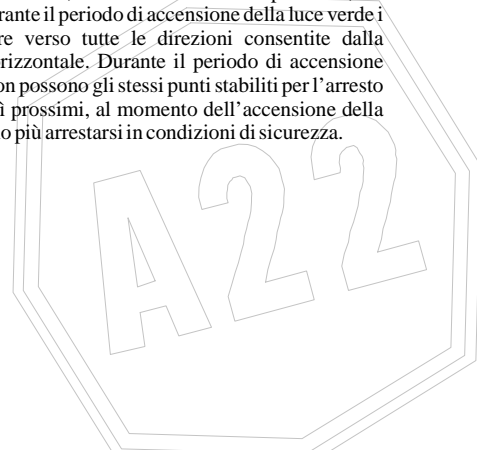 rante il periodo di accensione della luce verde i
re verso tutte le direzioni consentite dalla
rizzontale. Durante il periodo di accensione
on possono gli stessi punti stabiliti per l'arresto
ì prossimi, al momento dell'accensione della
o più arrestarsi in condizioni di sicurezza.
A22